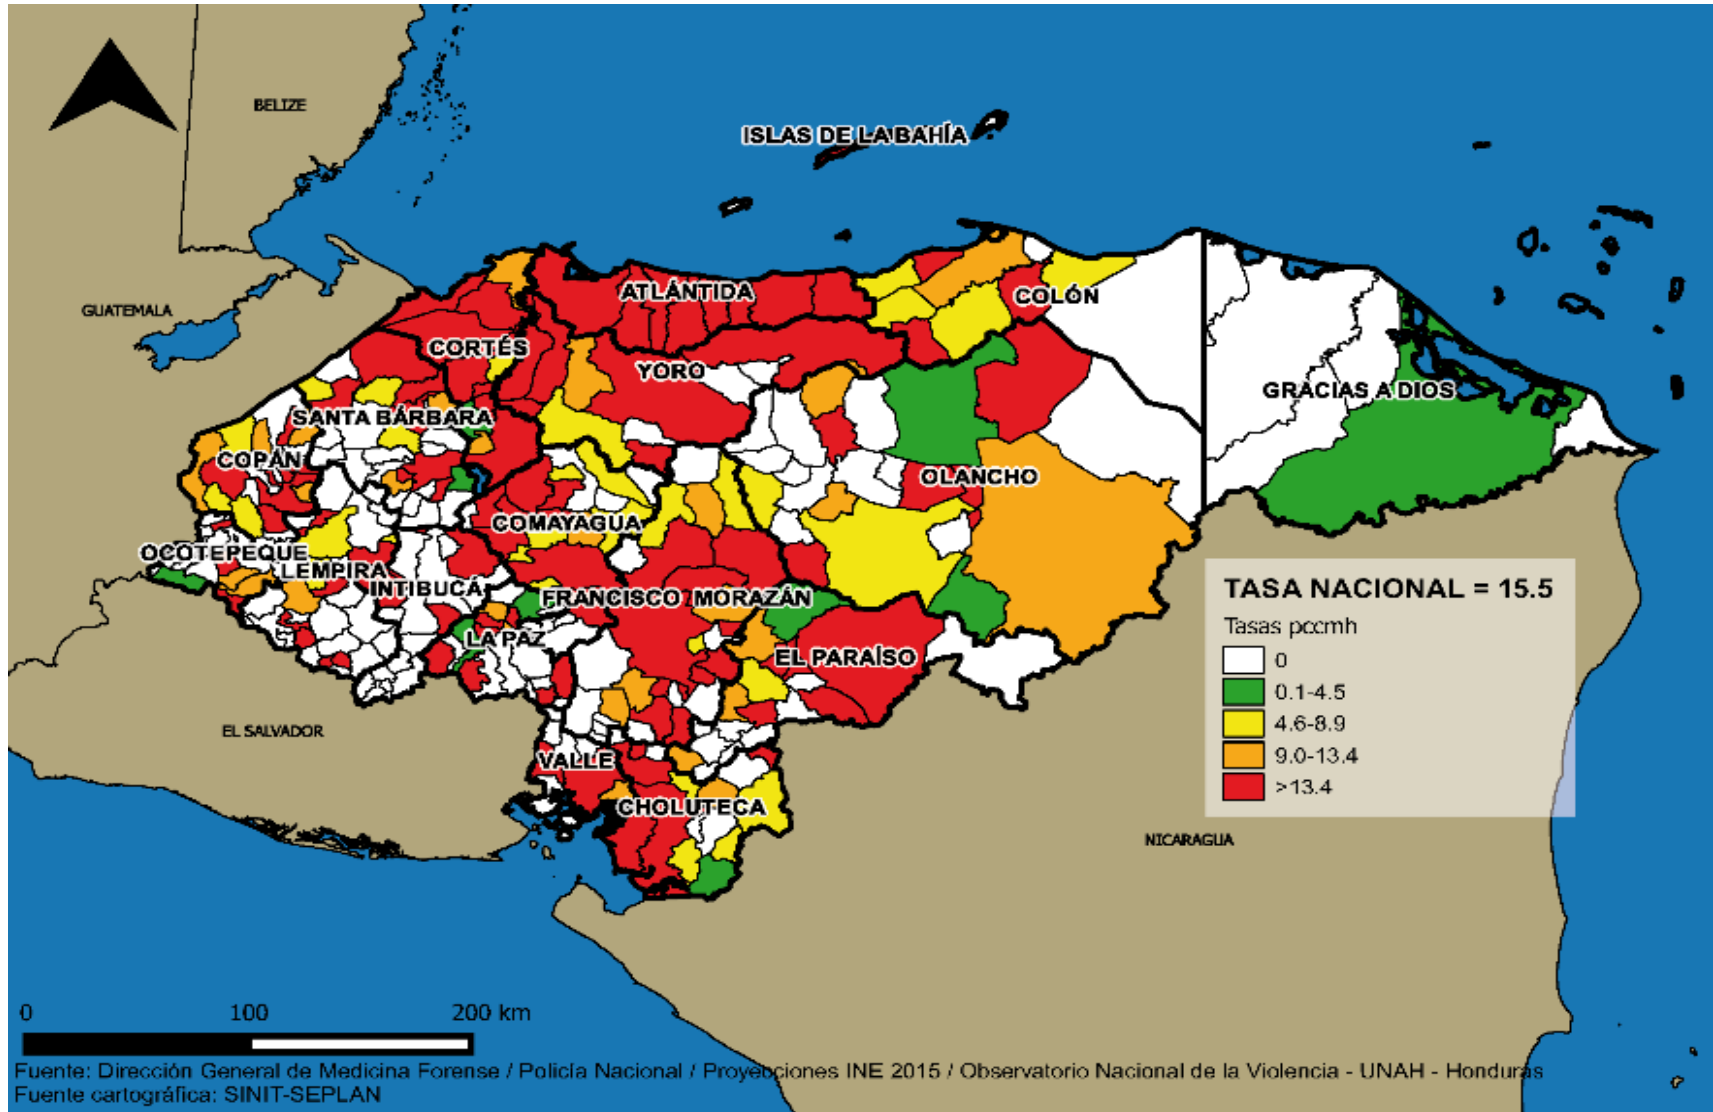 BELIZE
ISLAS DE LA BAHÍA
GUATEMALA
ATLÁNTIDA
COLÓN
CORTÉS
YORO
GRACIAS A DIOS
SANTA BÁRBARA
COPÁN
OLANCHO
COMAYAGUA
OCOTEPEQUE
LEMPIRA
INTIBUCÁ
FRANCISCO MORAZÁN
LA PAZ
EL PARAÍSO
EL SALVADOR
VALLE
CHOLUTECA
NICARAGUA
TASA NACIONAL = 15.5
Tasas pccmh
0
0.1-4.5
4.6-8.9
9.0-13.4
>13.4
0 100 200 km
Fuente: Dirección General de Medicina Forense / Policía Nacional / Proyecciones INE 2015 / Observatorio Nacional de la Violencia - UNAH - Honduras
Fuente cartográfica: SINIT-SEPLAN